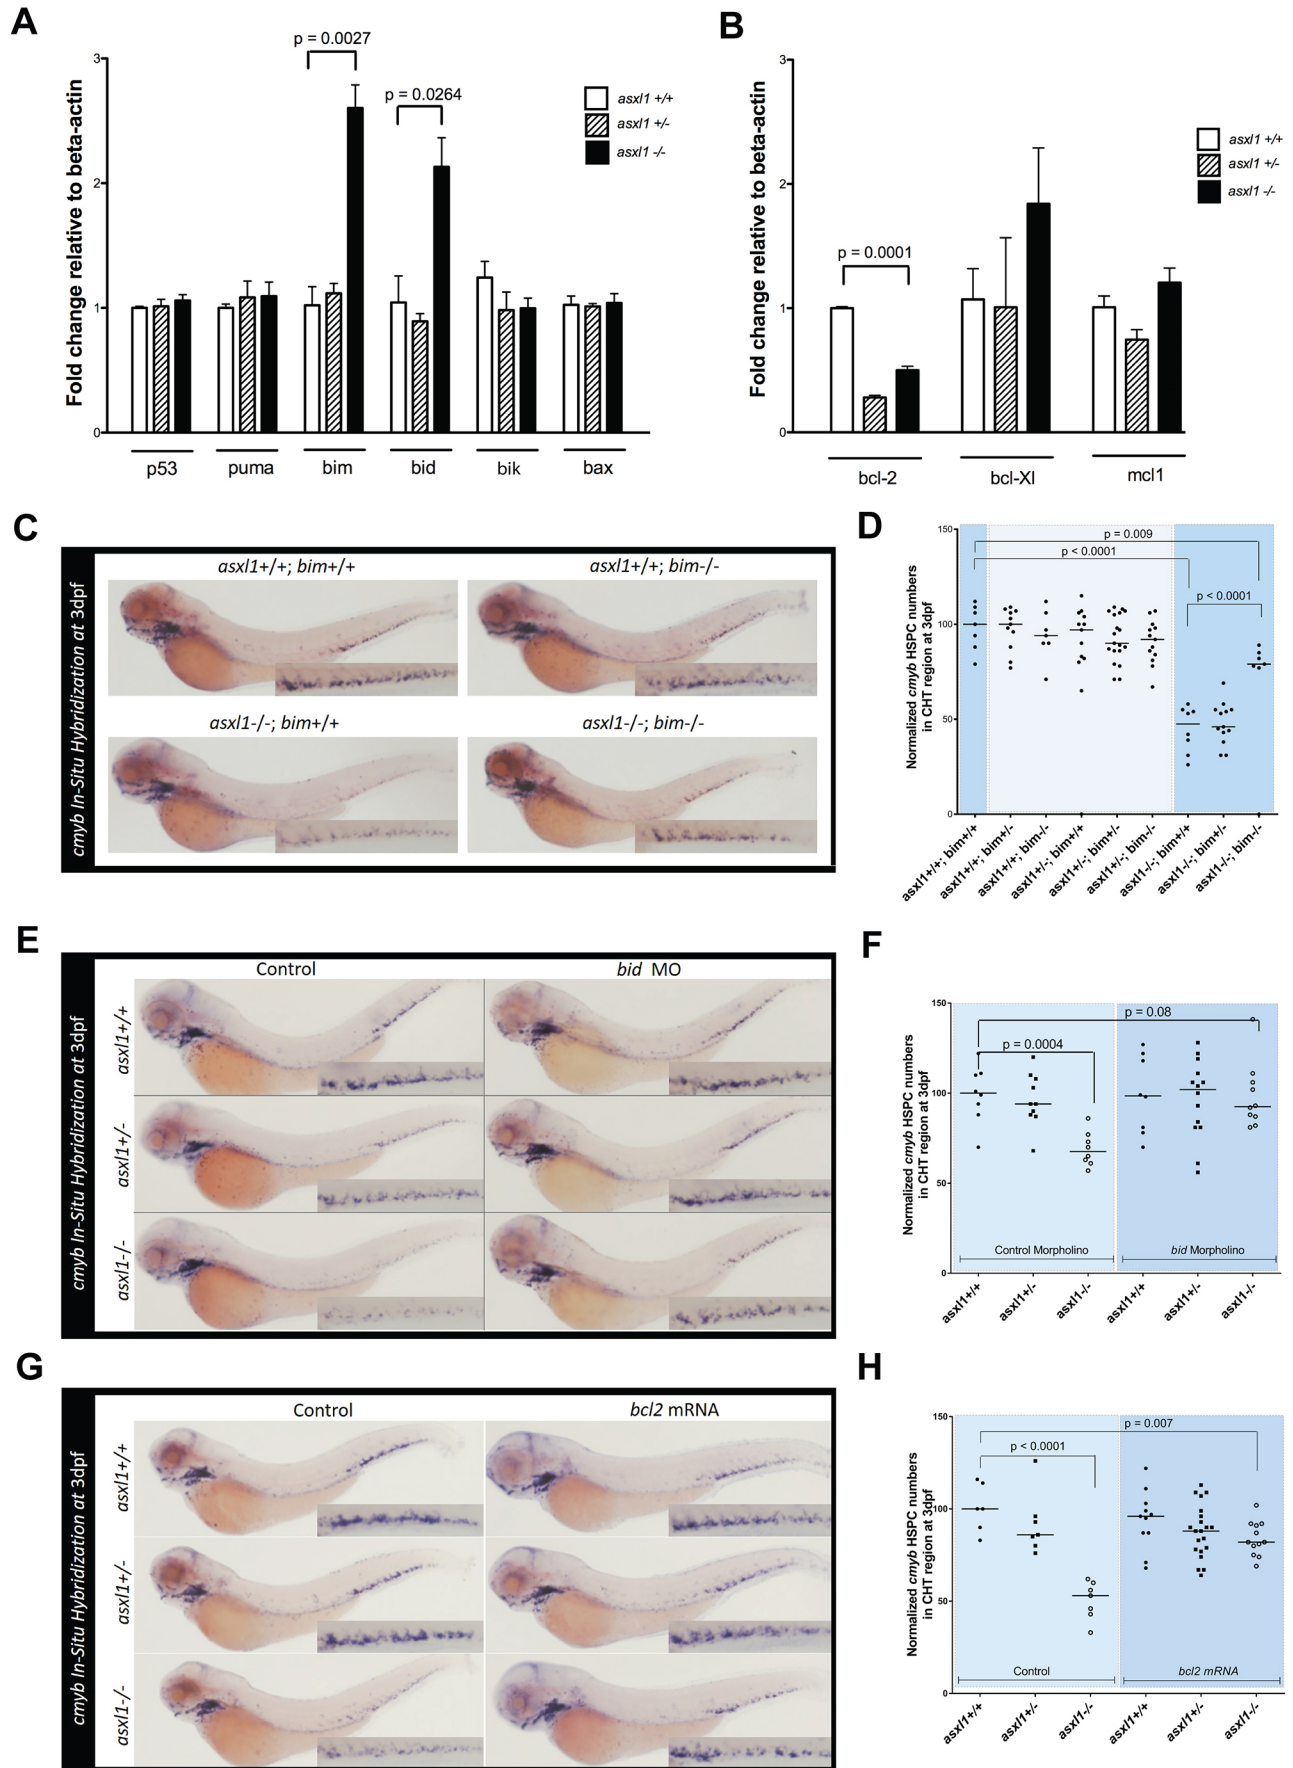 A
p = 0.0027
p = 0.0264
Fold change relative to beta-actin
3
2
1
0
asxl1 +/+
asxl1 +/-
asxl1 -/-
p53
puma
bim
bid
bik
bax
B
p = 0.0001
Fold change relative to beta-actin
3
2
1
0
asxl1 +/+
asxl1 +/-
asxl1 -/-
bcl-2
bcl-Xl
mcl1
C
cmyb In-Situ Hybridization at 3dpf
asxl1+/+; bim+/+
asxl1+/+; bim-/-
asxl1-/-; bim+/+
asxl1-/-; bim-/-
D
Normalized cmyb HSPC numbers
in CHT region at 3dpf
150
100
50
0
p = 0.009
p < 0.0001
p < 0.0001
asxl1+/+; bim+/+
asxl1+/+; bim+/-
asxl1+/+; bim-/-
asxl1+/-; bim+/+
asxl1+/-; bim+/-
asxl1+/-; bim-/-
asxl1-/-; bim+/+
asxl1-/-; bim+/-
asxl1-/-; bim-/-
E
cmyb In-Situ Hybridization at 3dpf
Control
bid MO
asxl1+/+
asxl1+/-
asxl1-/-
F
Normalized cmyb HSPC numbers
in CHT region at 3dpf
150
100
50
0
p = 0.08
p = 0.0004
Control Morpholino
bid Morpholino
asxl1+/+
asxl1+/-
asxl1-/-
asxl1+/+
asxl1+/-
asxl1-/-
G
cmyb In-Situ Hybridization at 3dpf
Control
bcl2 mRNA
asxl1+/+
asxl1+/-
asxl1-/-
H
Normalized cmyb HSPC numbers
in CHT region at 3dpf
150
100
50
0
p = 0.007
p < 0.0001
Control
bcl2 mRNA
asxl1+/+
asxl1+/-
asxl1-/-
asxl1+/+
asxl1+/-
asxl1-/-